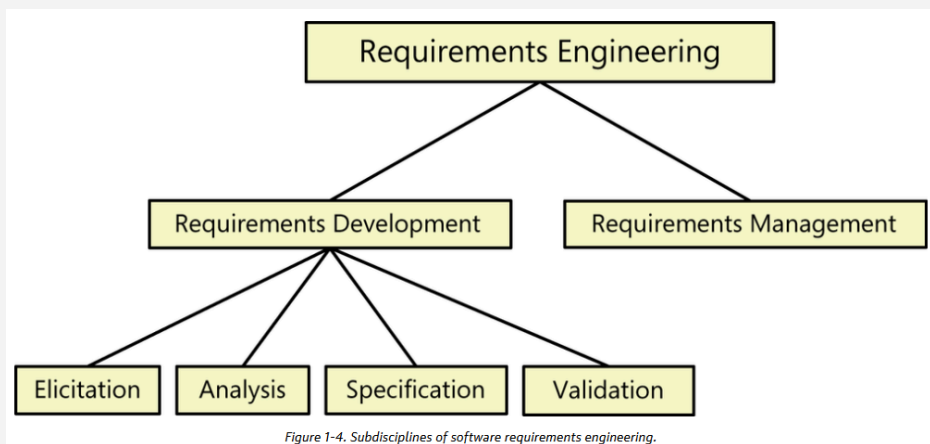 Requirements Engineering
Requirements Development
Requirements Management
Elicitation
Analysis
Specification
Validation
Figure 1-4. Subdisciplines of software requirements engineering.